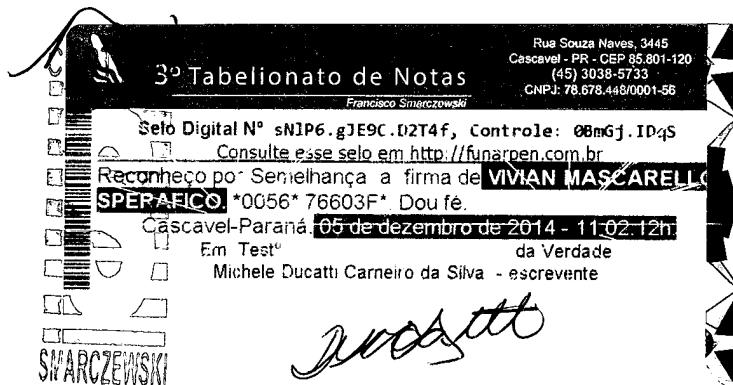 Rua Souza Naves, 3445
Cascavel - PR - CEP 85.801-120
(45) 3038-5733
CNPJ: 78.678.448/0001-56
3º Tabelionato de Notas
Francisco Smarczewski
Selo Digital Nº sNlP6.gJE9C.D2T4f, Controle: 0BmGj.IDqS
Consulte esse selo em http://funarpen.com.br
Reconheço por Semelhança a firma de VIVIAN MASCARELLO
SPERAFICO. *0056* 76603F*. Dou fé.
Cascavel-Paraná. 05 de dezembro de 2014 - 11:02:12h.
Em Testº da Verdade
Michele Ducatti Carneiro da Silva - escrevente
SMARCZEWSKI